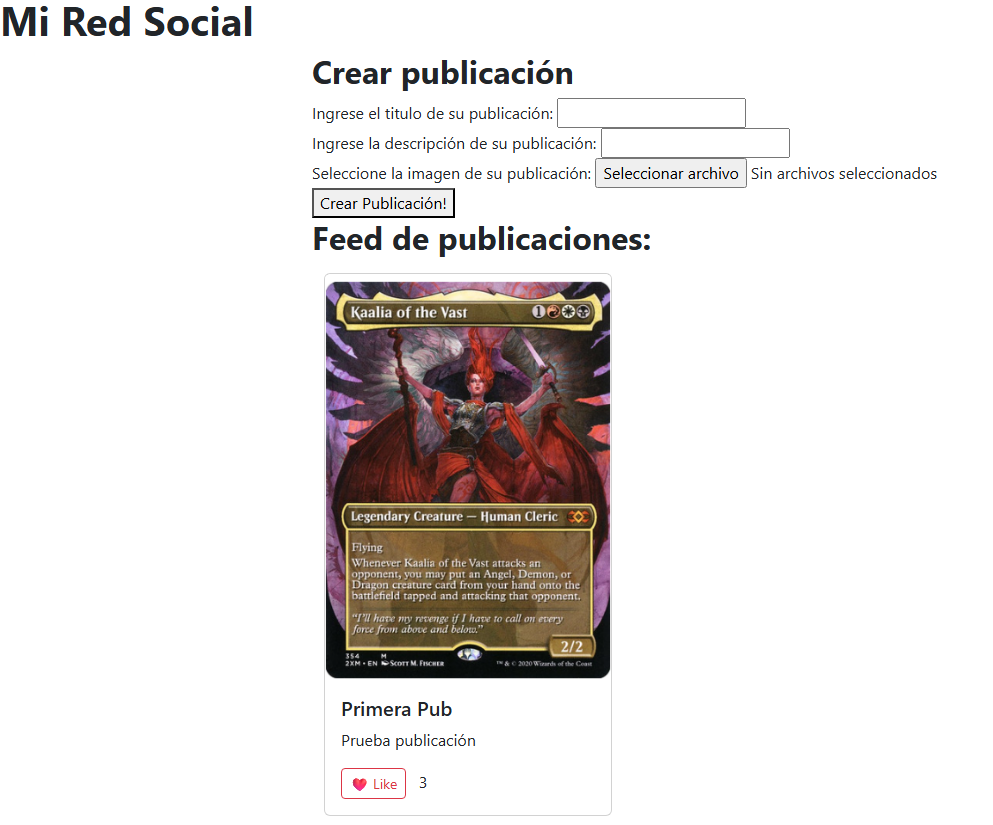 Mi Red Social
Crear publicación
Ingrese el titulo de su publicación:
Ingrese la descripción de su publicación:
Seleccione la imagen de su publicación: Seleccionar archivo Sin archivos seleccionados
Crear Publicación!
Feed de publicaciones:
Kaalia of the Vast 1
Legendary Creature — Human Cleric
Flying
Whenever Kaalia of the Vast attacks an
opponent, you may put an Angel, Demon, or
Dragon creature card from your hand onto the
battlefield tapped and attacking that opponent.
"I'll have my revenge if I have to call on every
force from above and below."
2/2
354 M
2XM • EN Scott M. Fischer ™ & © 2020 Wizards of the Coast
Primera Pub
Prueba publicación
Like 3